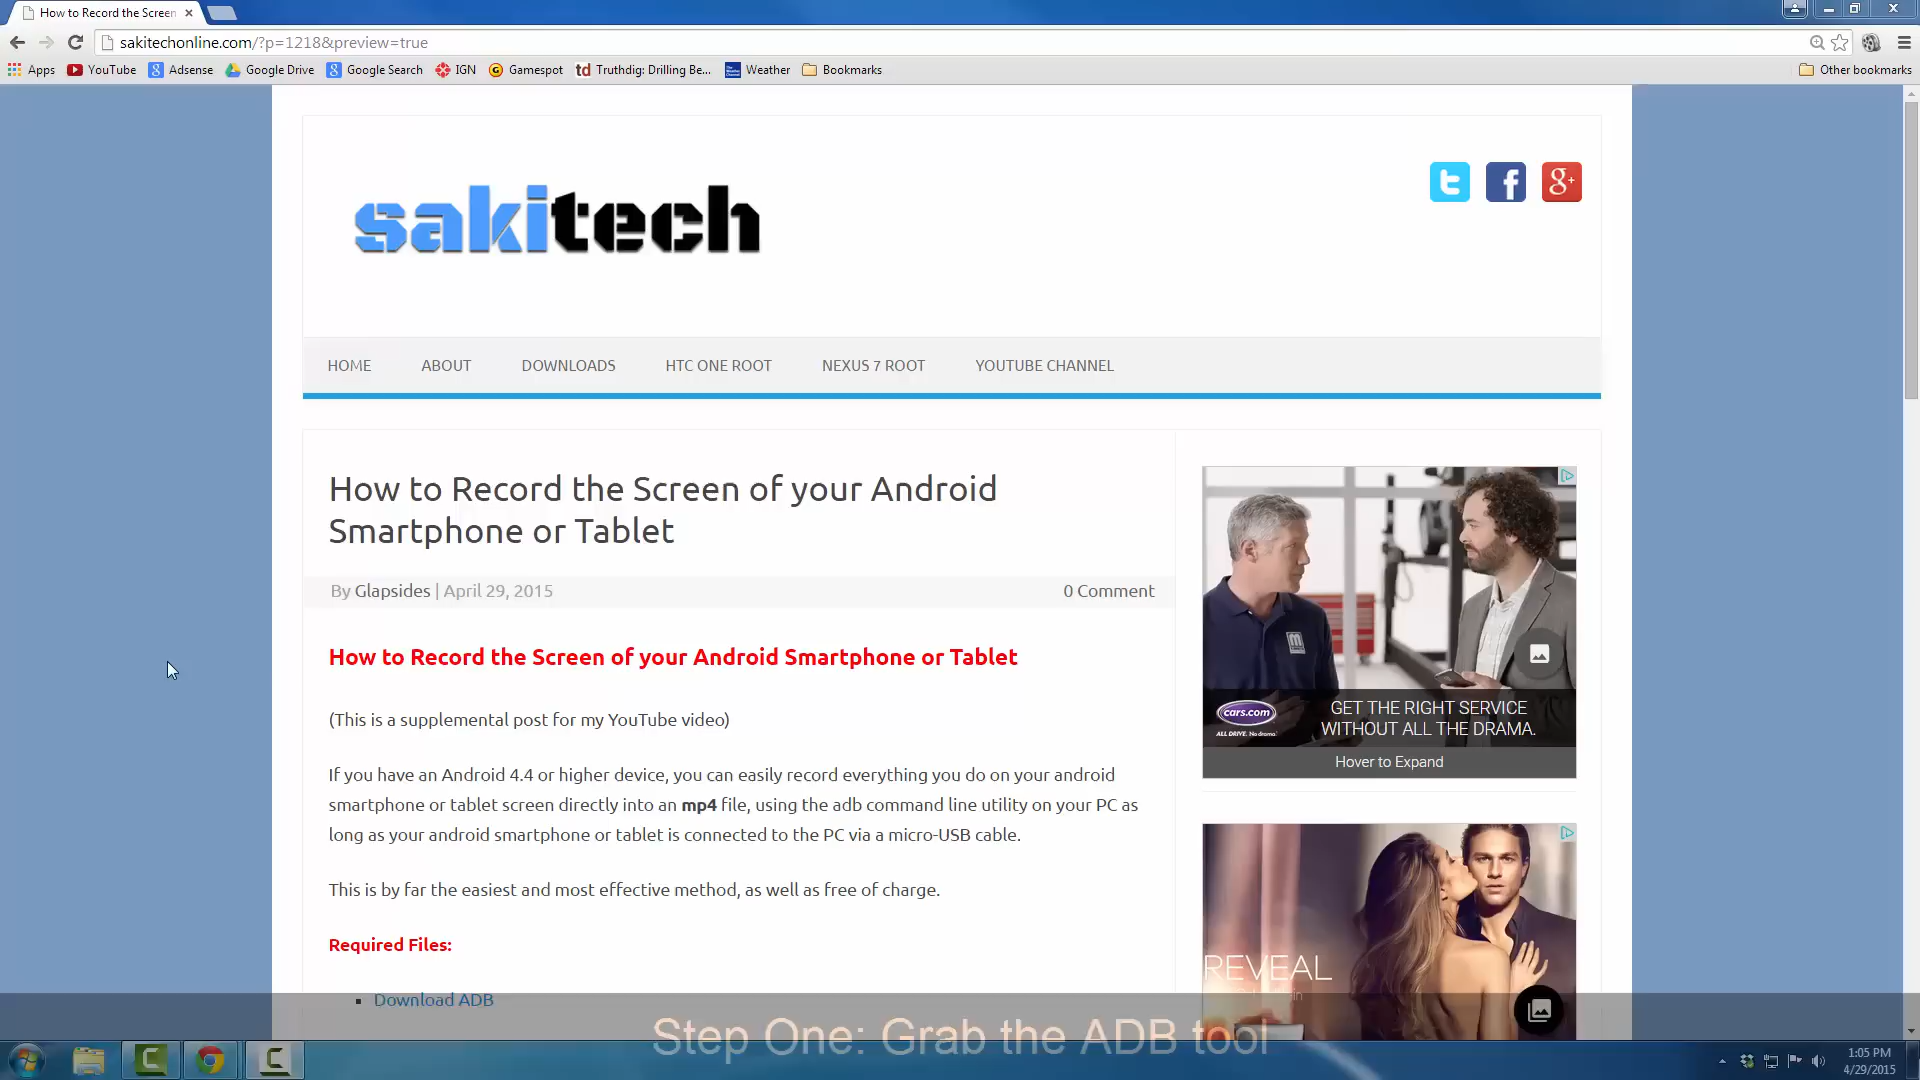 How to Record the Screen
sakitechonline.com/?p=1218&preview=true
Apps YouTube Adsense Google Drive Google Search IGN Gamespot Truthdig: Drilling Be... Weather Bookmarks Other bookmarks
sakitech
HOME ABOUT DOWNLOADS HTC ONE ROOT NEXUS 7 ROOT YOUTUBE CHANNEL
How to Record the Screen of your Android
Smartphone or Tablet
By Glapsides | April 29, 2015 0 Comment
How to Record the Screen of your Android Smartphone or Tablet
(This is a supplemental post for my YouTube video)
If you have an Android 4.4 or higher device, you can easily record everything you do on your android
smartphone or tablet screen directly into an mp4 file, using the adb command line utility on your PC as
long as your android smartphone or tablet is connected to the PC via a micro-USB cable.
This is by far the easiest and most effective method, as well as free of charge.
Required Files:
Download ADB
cars.com
ALL DRIVE. No drama.
GET THE RIGHT SERVICE
WITHOUT ALL THE DRAMA.
Hover to Expand
REVEAL
Step One: Grab the ADB tool
1:05 PM
4/29/2015